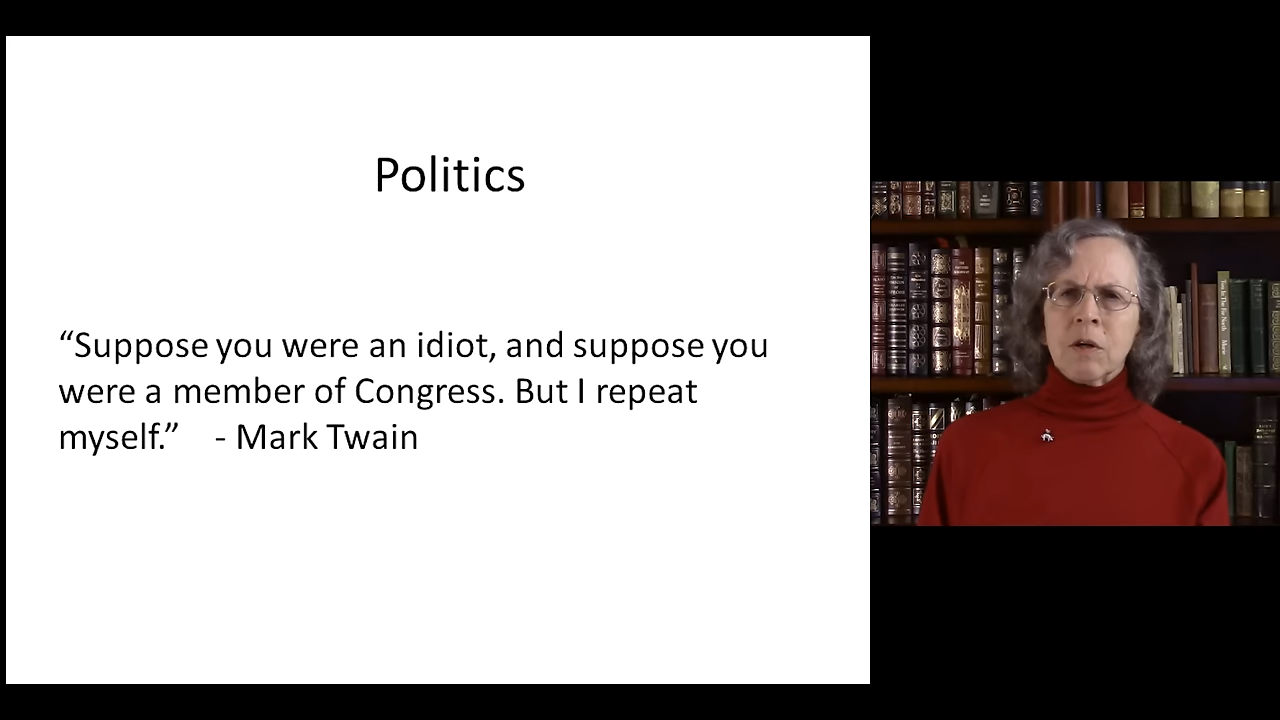 Politics
“Suppose you were an idiot, and suppose you
were a member of Congress. But I repeat
myself.” - Mark Twain